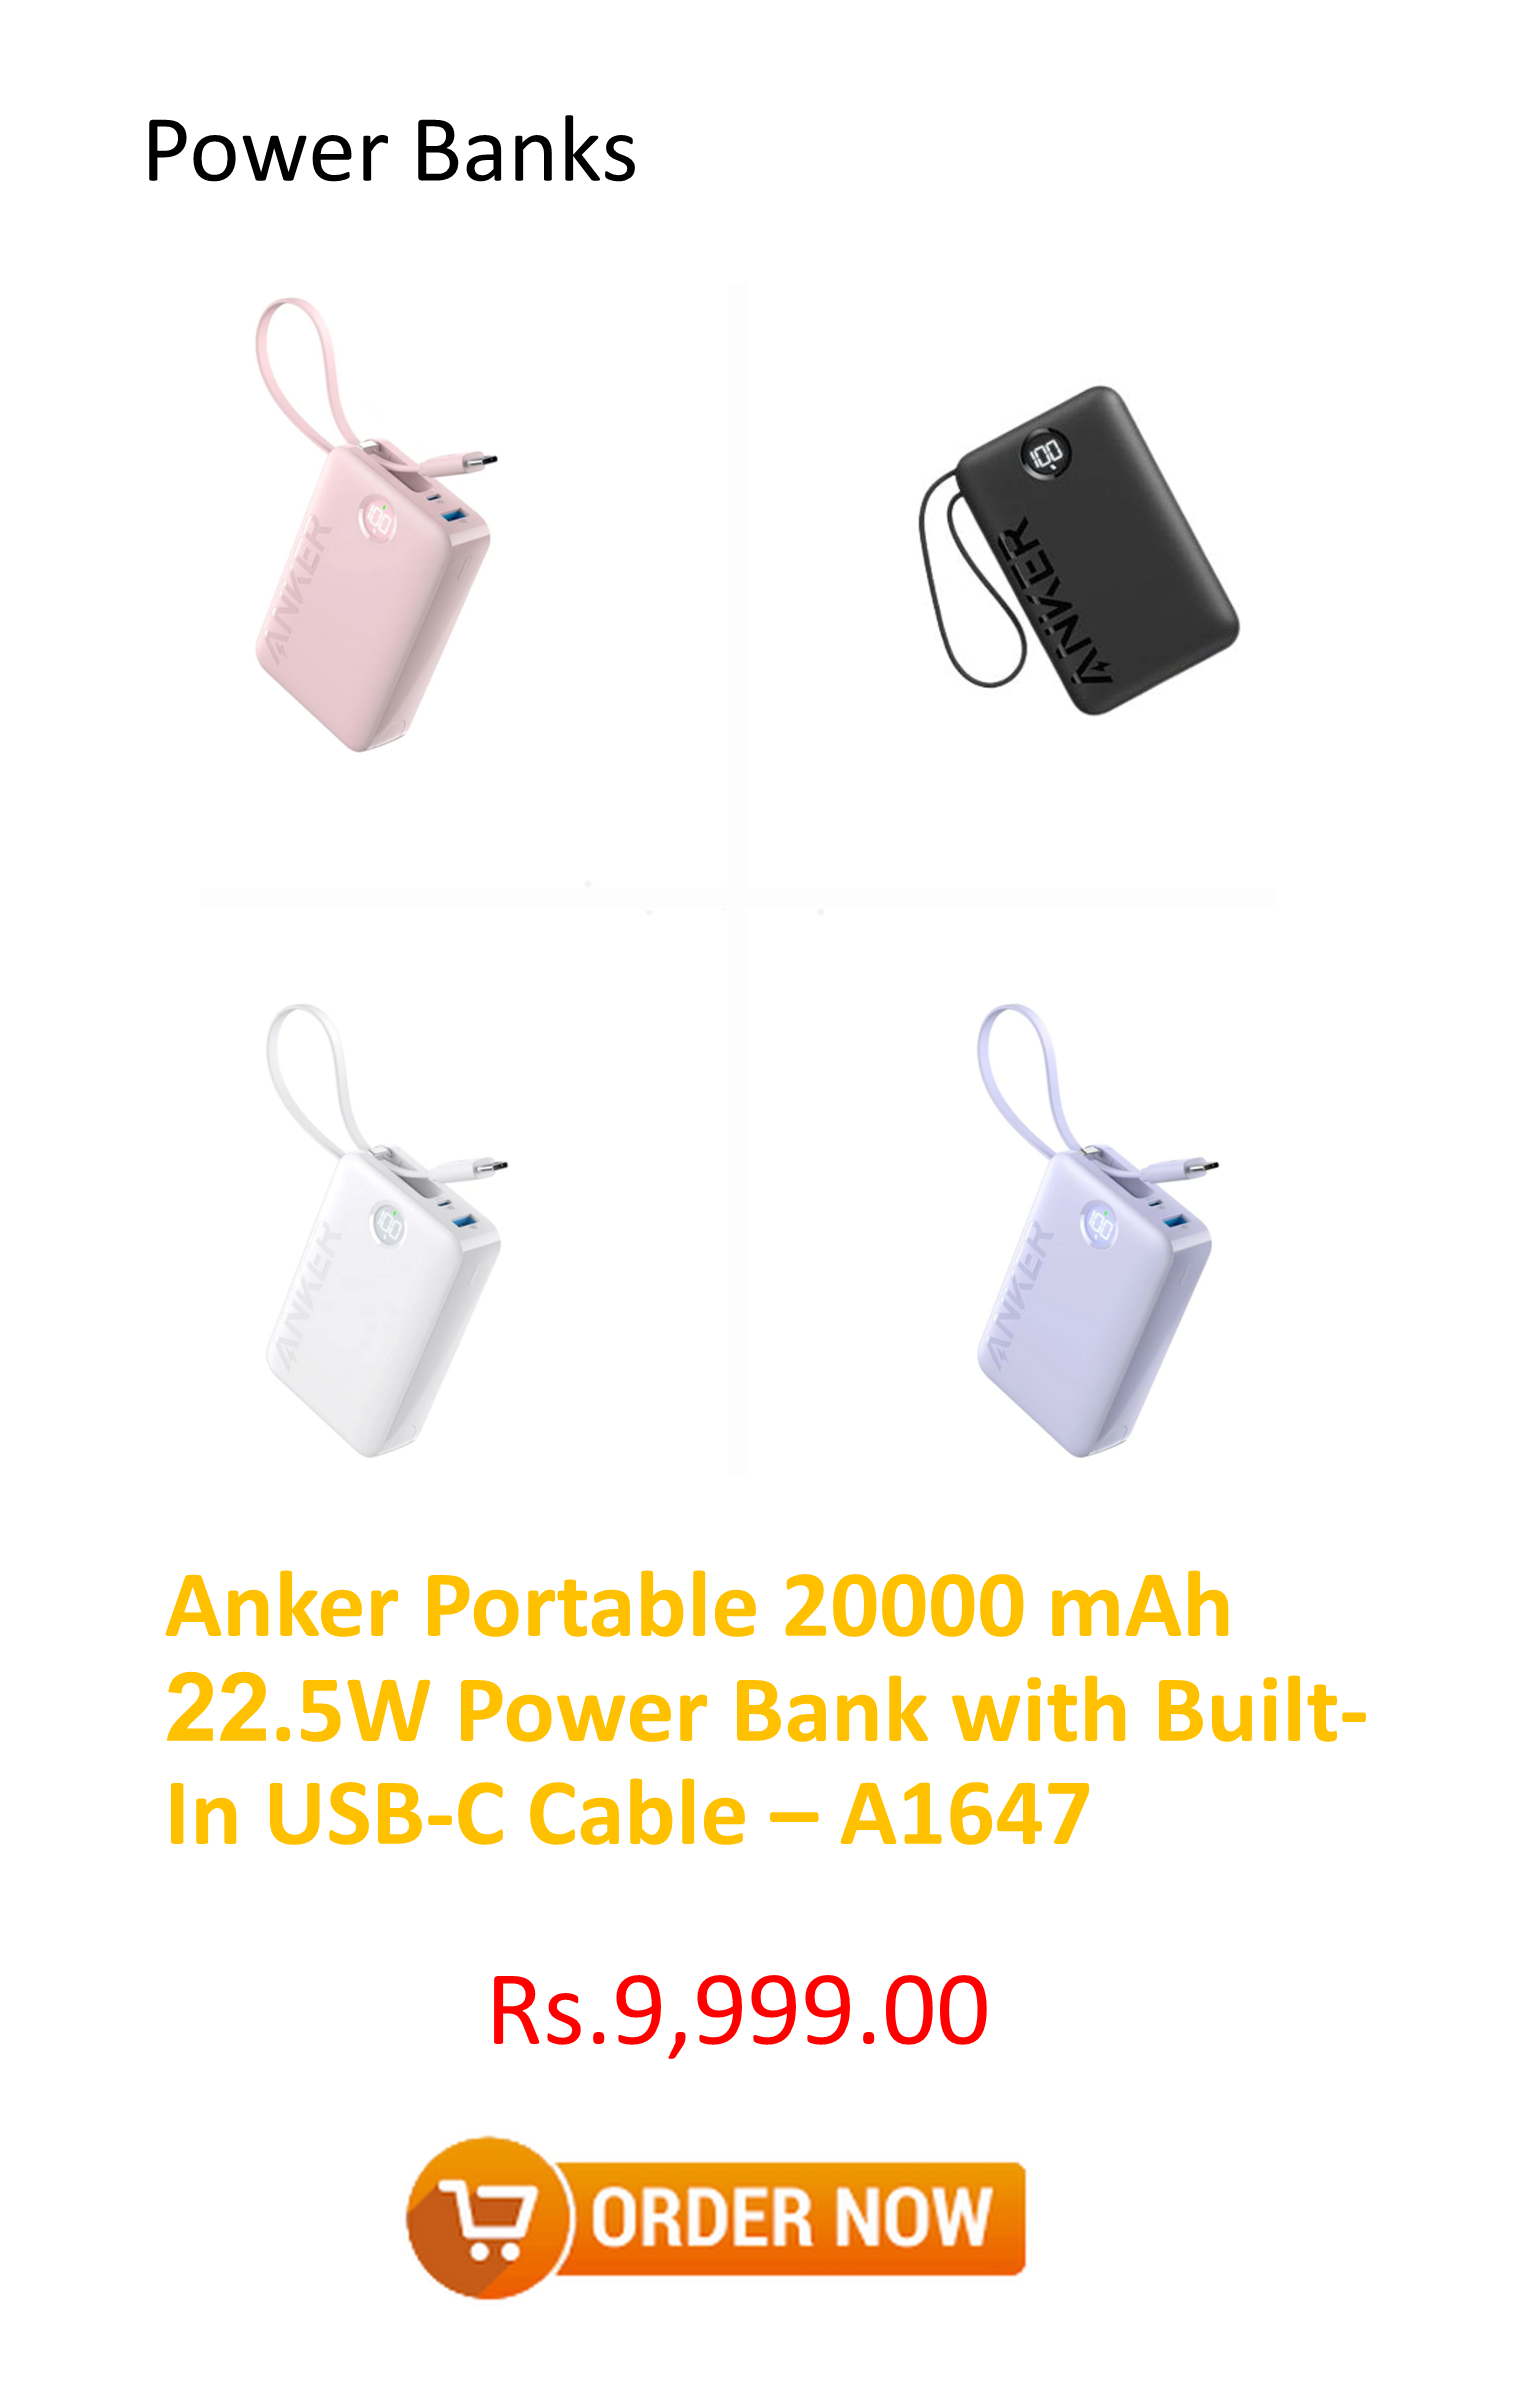 Power Banks
ANKER
100
ANKER
100
ANKER
100
ANKER
100
Anker Portable 20000 mAh
22.5W Power Bank with Built-
In USB-C Cable – A1647
Rs.9,999.00
ORDER NOW